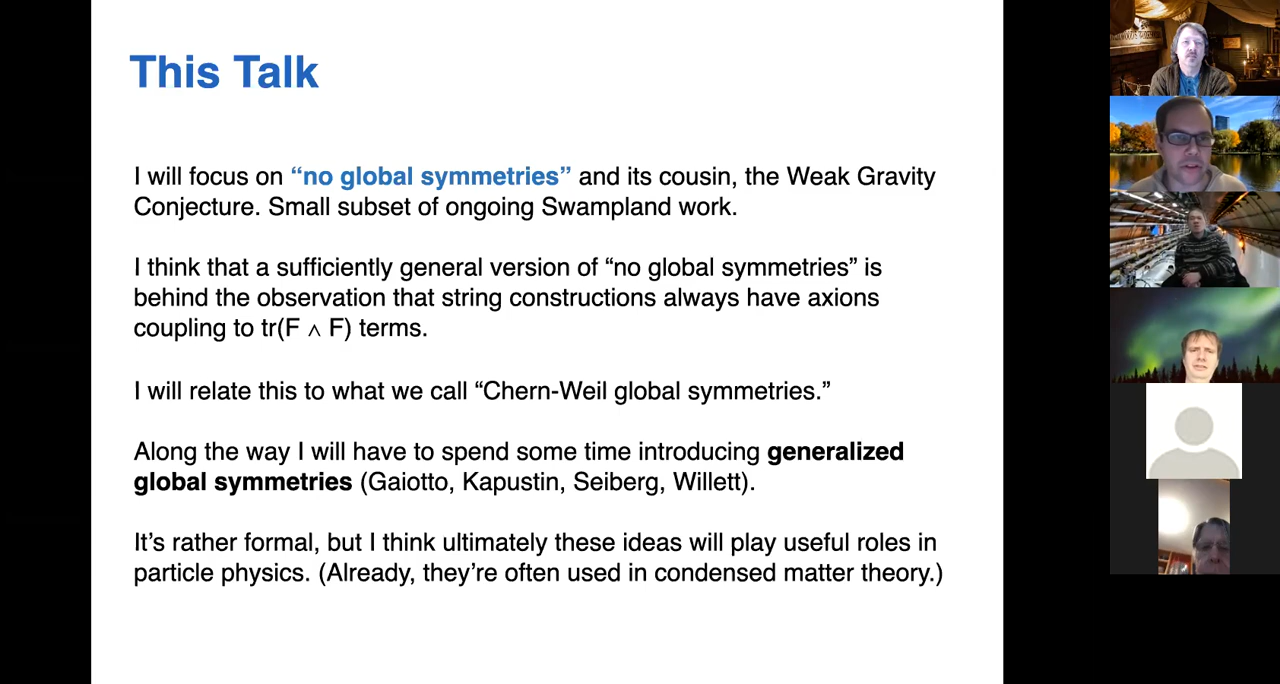 This Talk
I will focus on “no global symmetries” and its cousin, the Weak Gravity
Conjecture. Small subset of ongoing Swampland work.
I think that a sufficiently general version of “no global symmetries” is
behind the observation that string constructions always have axions
coupling to tr(F ∧ F) terms.
I will relate this to what we call “Chern-Weil global symmetries.”
Along the way I will have to spend some time introducing generalized
global symmetries (Gaiotto, Kapustin, Seiberg, Willett).
It’s rather formal, but I think ultimately these ideas will play useful roles in
particle physics. (Already, they’re often used in condensed matter theory.)